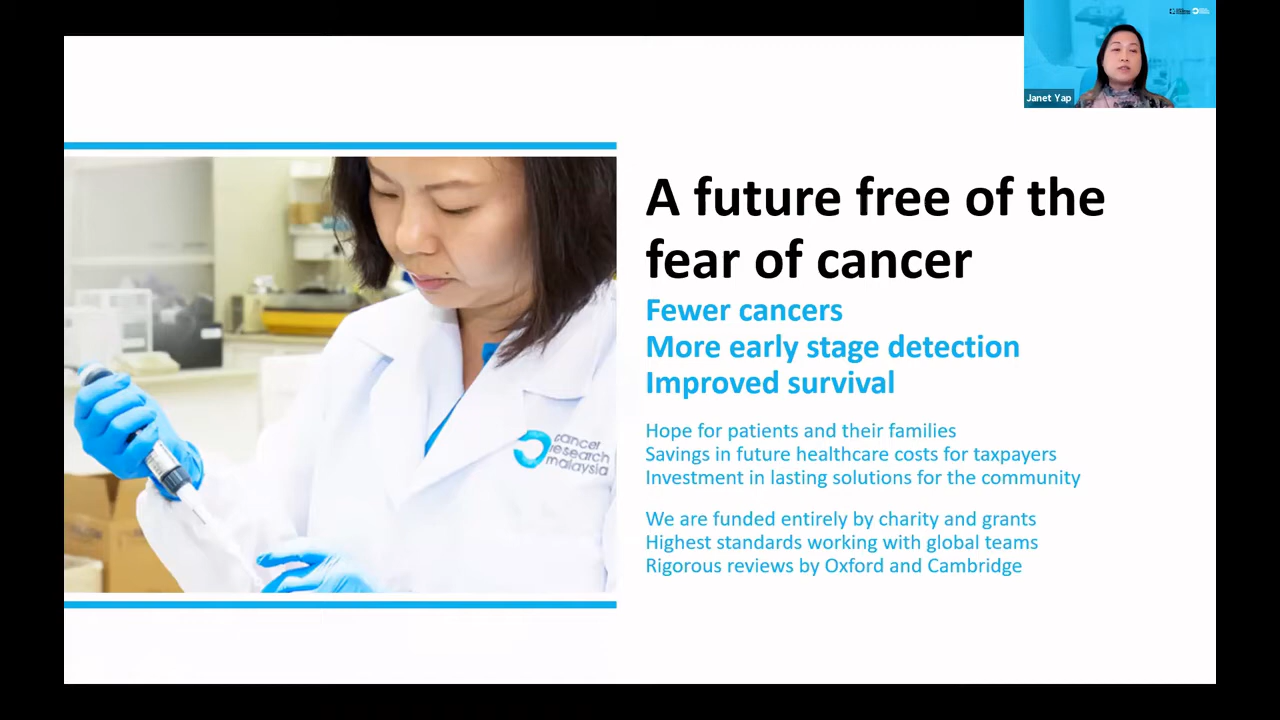 Janet Yap
A future free of the
fear of cancer
Fewer cancers
More early stage detection
Improved survival
Hope for patients and their families
Savings in future healthcare costs for taxpayers
Investment in lasting solutions for the community
We are funded entirely by charity and grants
Highest standards working with global teams
Rigorous reviews by Oxford and Cambridge
cancer
research
malaysia